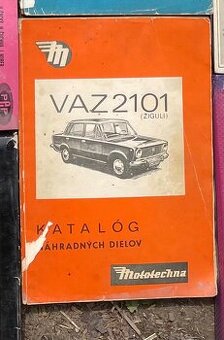 VAZ 2101
(ŽIGULI)
KATALÓG
NÁHRADNÝCH DIELOV
Mototechna